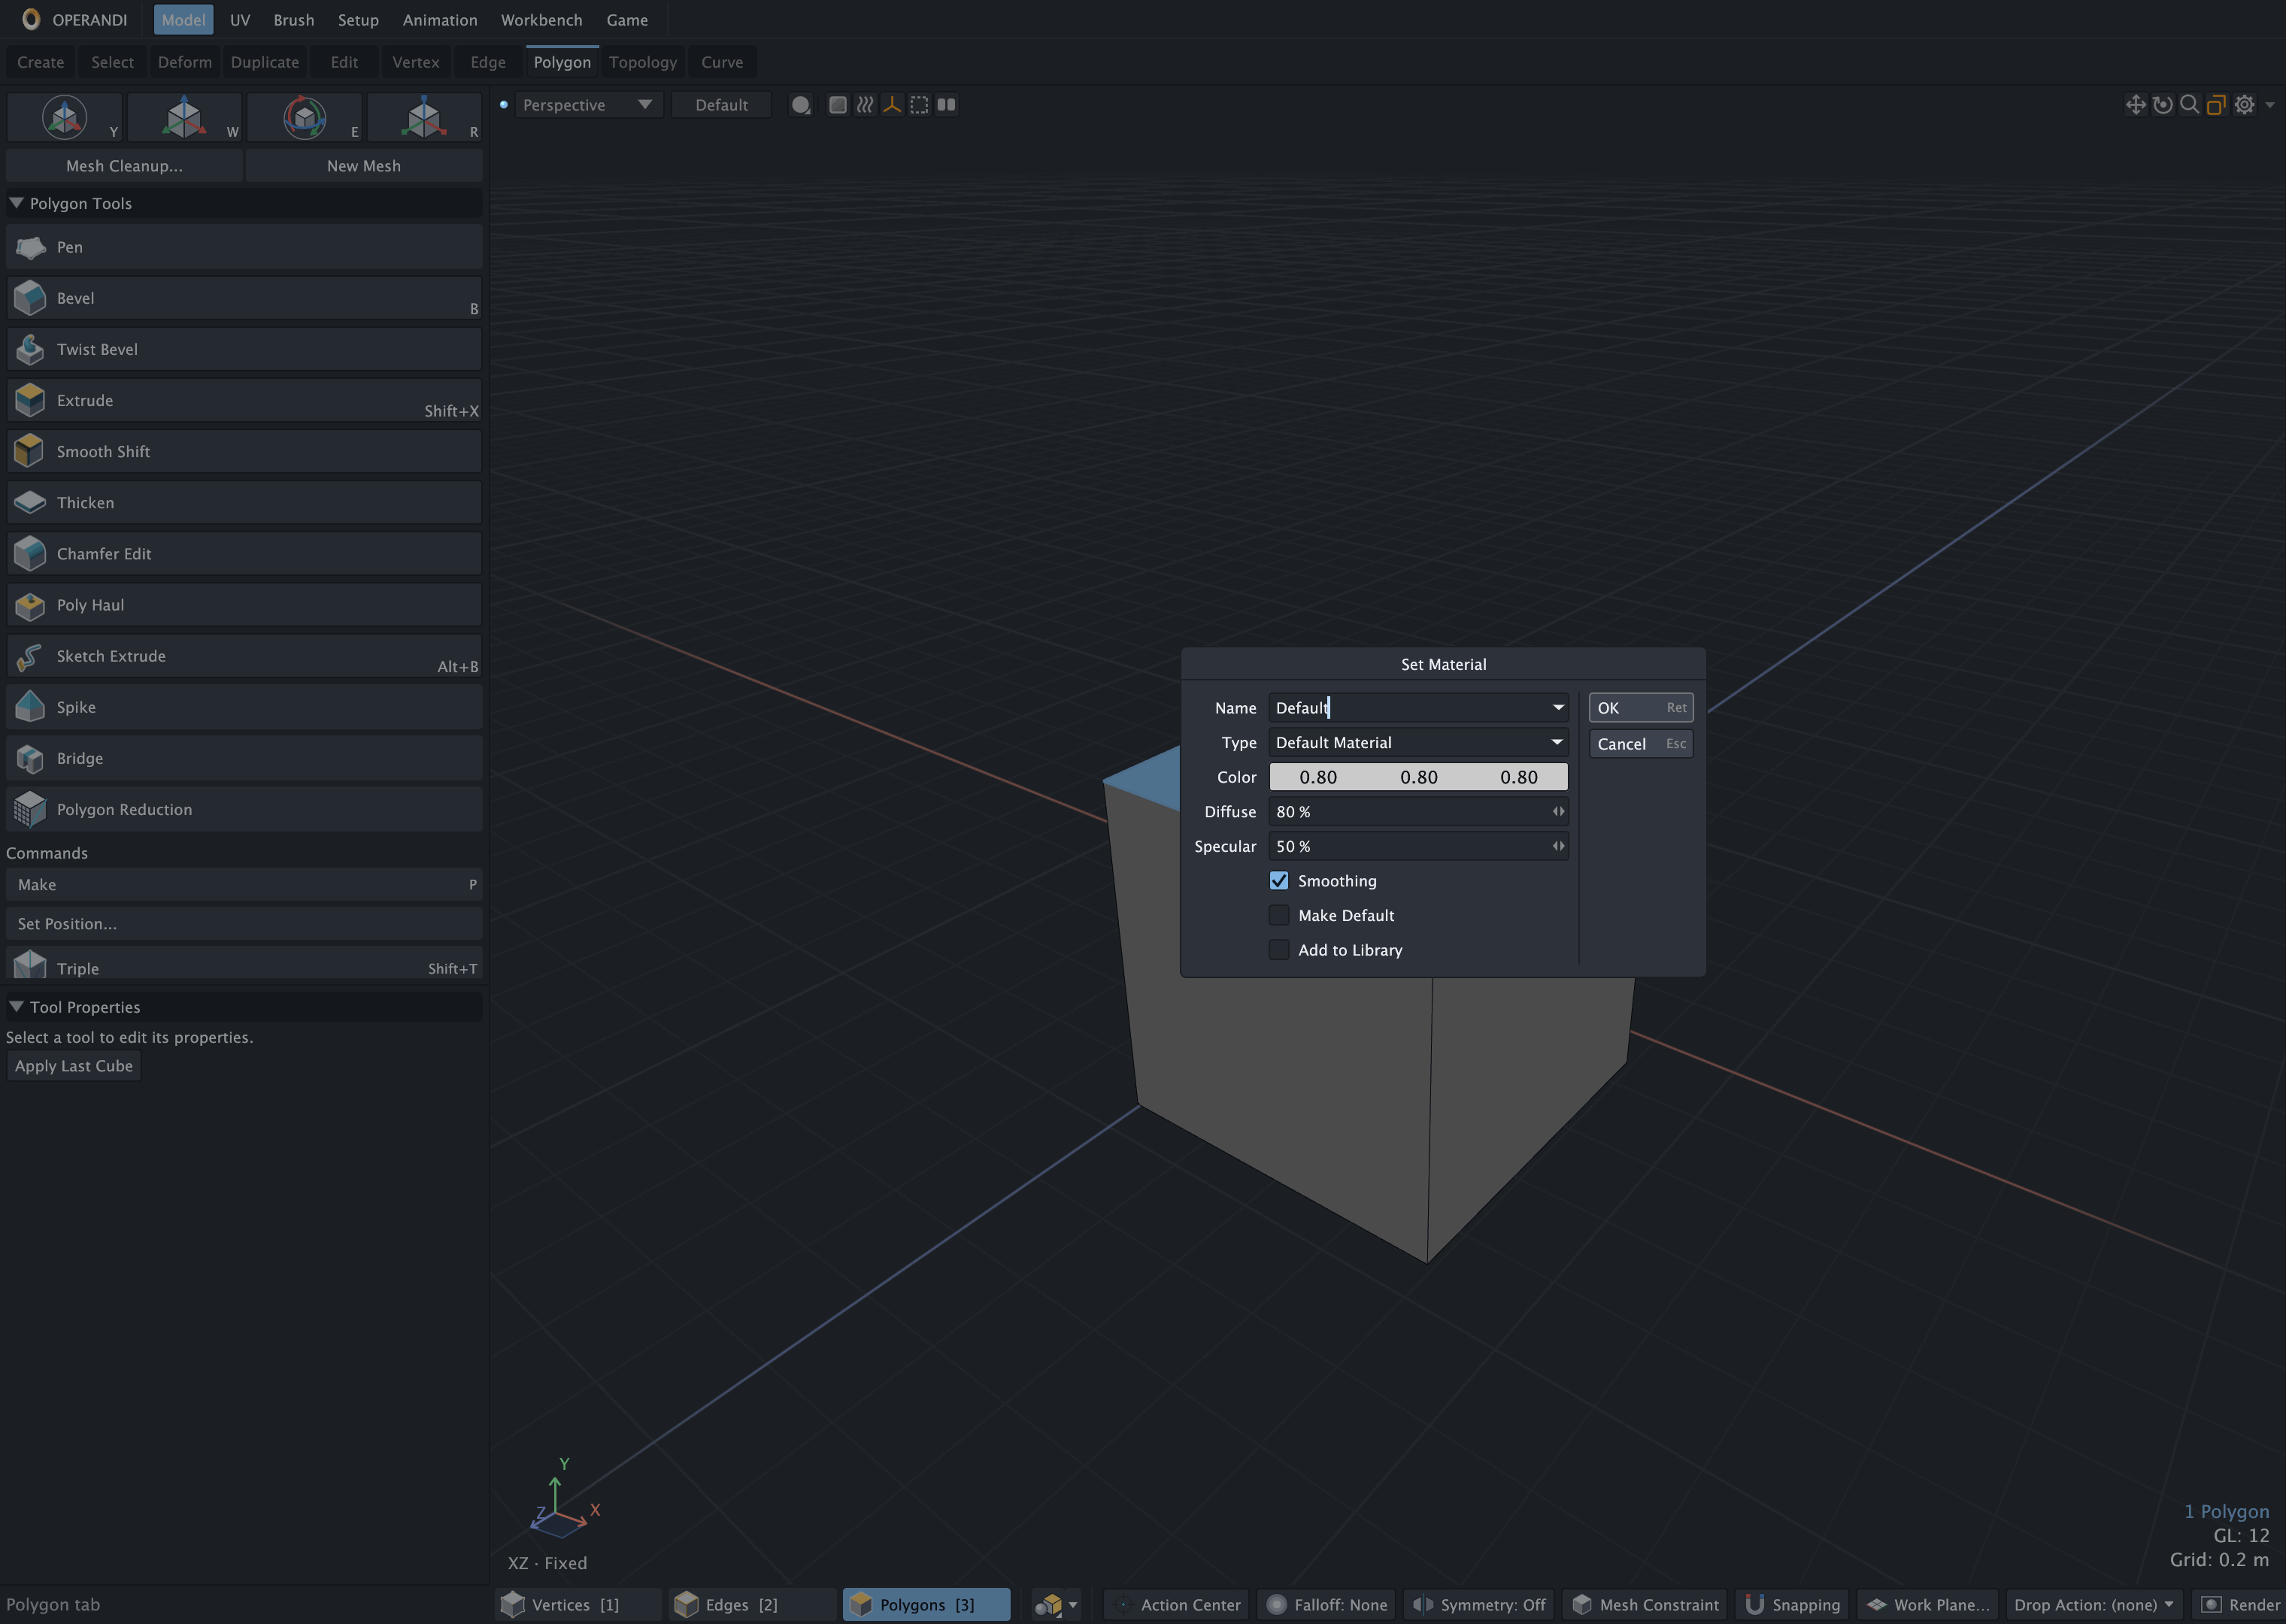 OPERANDI Model UV Brush Setup Animation Workbench Game
Create Select Deform Duplicate Edit Vertex Edge Polygon Topology Curve
Y W E R
Perspective Default
Mesh Cleanup... New Mesh
Polygon Tools
Pen
Bevel B
Twist Bevel
Extrude Shift+X
Smooth Shift
Thicken
Chamfer Edit
Poly Haul
Sketch Extrude Alt+B
Spike
Bridge
Polygon Reduction
Commands
Make P
Set Position...
Triple Shift+T
Tool Properties
Select a tool to edit its properties.
Apply Last Cube
Set Material
Name Default OK Ret
Type Default Material Cancel Esc
Color 0.80 0.80 0.80
Diffuse 80 %
Specular 50 %
Smoothing
Make Default
Add to Library
Y
Z X
XZ · Fixed
1 Polygon
GL: 12
Grid: 0.2 m
Polygon tab Vertices [1] Edges [2] Polygons [3] Action Center Falloff: None Symmetry: Off Mesh Constraint Snapping Work Plane... Drop Action: (none) Render